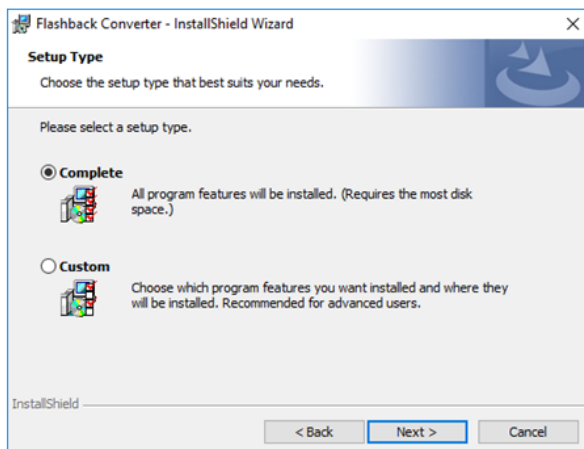 Flashback Converter - InstallShield Wizard
Setup Type
Choose the setup type that best suits your needs.
Please select a setup type.
Complete
All program features will be installed. (Requires the most disk
space.)
Custom
Choose which program features you want installed and where they
will be installed. Recommended for advanced users.
InstallShield
< Back
Next >
Cancel